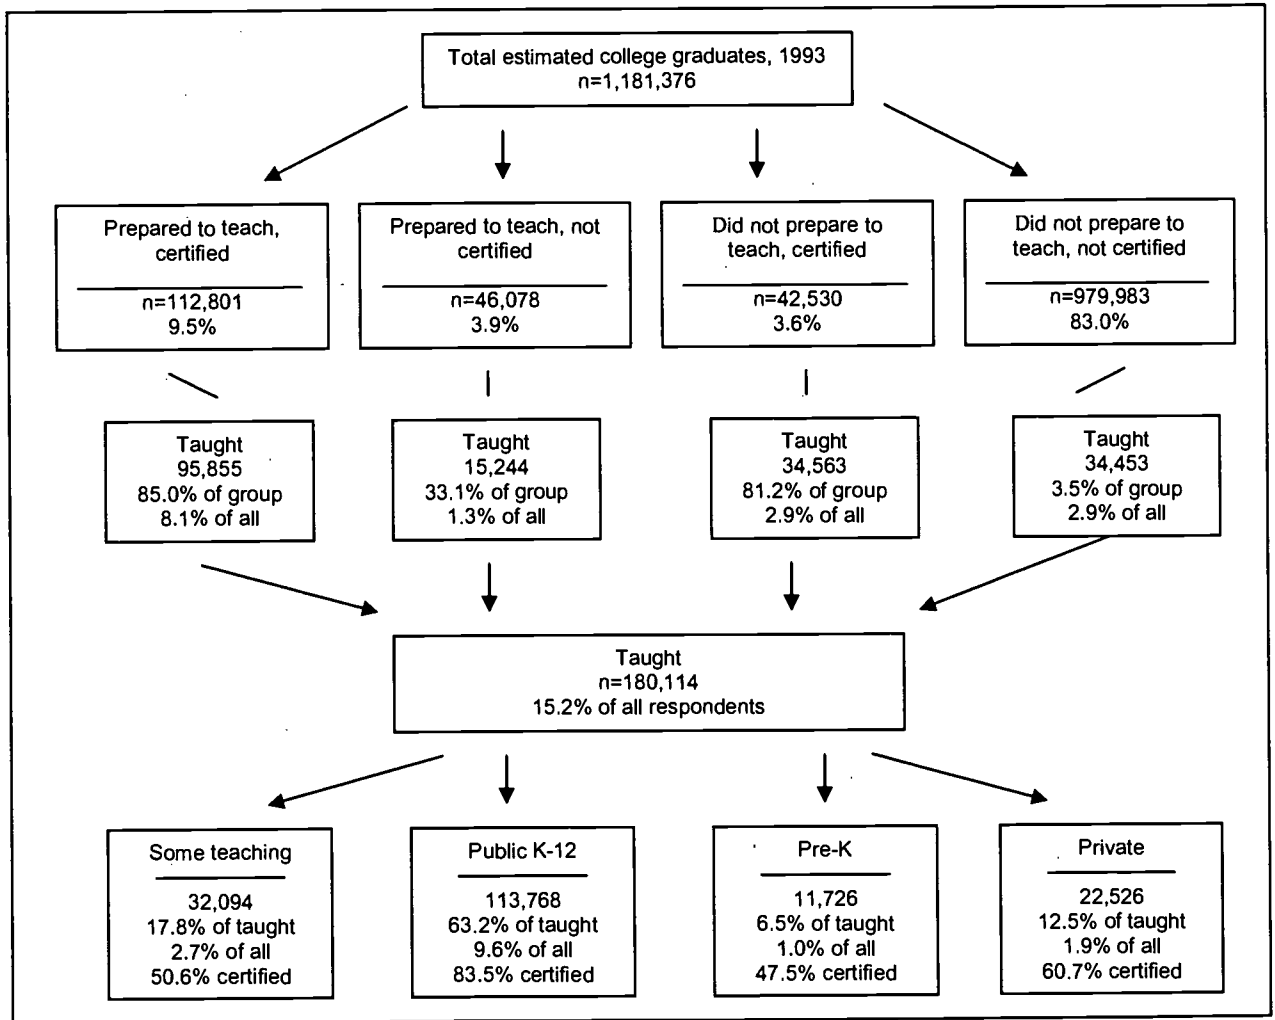 Total estimated college graduates, 1993
n=1,181,376
Prepared to teach,
certified
n=112,801
9.5%
Prepared to teach, not
certified
n=46,078
3.9%
Did not prepare to
teach, certified
n=42,530
3.6%
Did not prepare to
teach, not certified
n=979,983
83.0%
Taught
95,855
85.0% of group
8.1% of all
Taught
15,244
33.1% of group
1.3% of all
Taught
34,563
81.2% of group
2.9% of all
Taught
34,453
3.5% of group
2.9% of all
Taught
n=180,114
15.2% of all respondents
Some teaching
32,094
17.8% of taught
2.7% of all
50.6% certified
Public K-12
113,768
63.2% of taught
9.6% of all
83.5% certified
Pre-K
11,726
6.5% of taught
1.0% of all
47.5% certified
Private
22,526
12.5% of taught
1.9% of all
60.7% certified